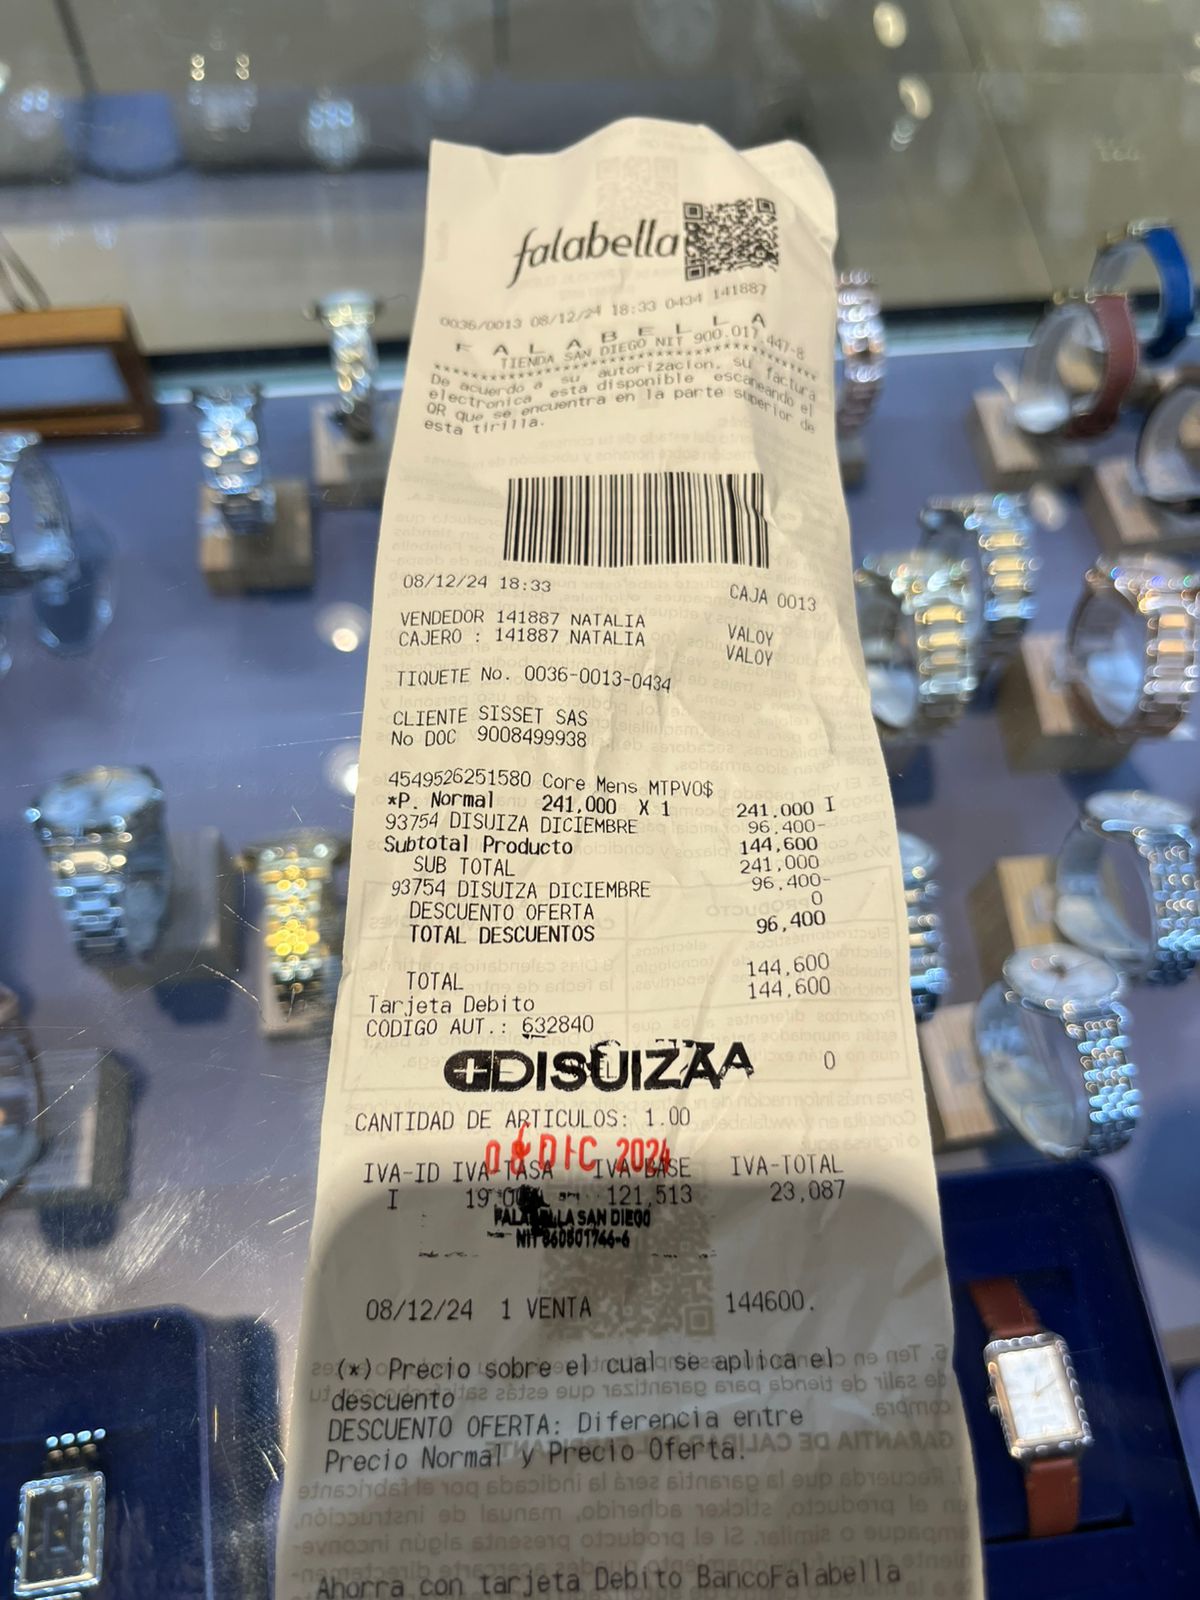 falabella
0036/0013 08/12/24 18:33 0434 141887
F A L A B E L L A
TIENDA SAN DIEGO NIT 900.017.447-8
De acuerdo a su autorizacion, su factura
electronica esta disponible escaneando el
QR que se encuentra en la parte superior de
esta tirilla.
08/12/24 18:33 CAJA 0013
VENDEDOR 141887 NATALIA VALOY
CAJERO : 141887 NATALIA VALOY
TIQUETE No. 0036-0013-0434
CLIENTE SISSET SAS
No DOC 9008499938
4549526251580 Core Mens MTPVO$
*P. Normal 241,000 X 1 241,000 I
93754 DISUIZA DICIEMBRE 96,400-
Subtotal Producto 144,600
SUB TOTAL 241,000
93754 DISUIZA DICIEMBRE 96,400-
DESCUENTO OFERTA 0
TOTAL DESCUENTOS 96,400
TOTAL 144,600
Tarjeta Debito 144,600
CODIGO AUT.: 632840
DISUIZA 0
CANTIDAD DE ARTICULOS: 1.00
DIC 2024
IVA-ID IVA-TASA IVA-BASE IVA-TOTAL
I 121,513 23,087
FALABELLA SAN DIEGO
08/12/24 1 VENTA 144600.
(*) Precio sobre el cual se aplica el
descuento
DESCUENTO OFERTA: Diferencia entre
Precio Normal y Precio Oferta.
Ahorra con tarjeta Debito BancoFalabella